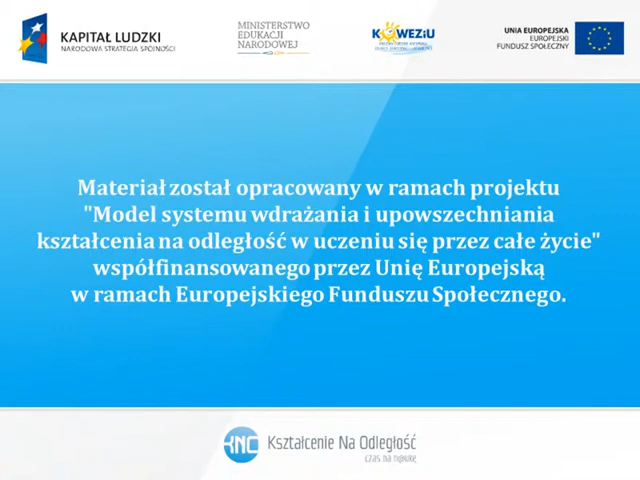 KAPITAŁ LUDZKI
NARODOWA STRATEGIA SPÓJNOŚCI
MINISTERSTWO
EDUKACJI
NARODOWEJ
KOWEZiU
UNIA EUROPEJSKA
EUROPEJSKI
FUNDUSZ SPOŁECZNY
Materiał został opracowany w ramach projektu
"Model systemu wdrażania i upowszechniania
kształcenia na odległość w uczeniu się przez całe życie"
współfinansowanego przez Unię Europejską
w ramach Europejskiego Funduszu Społecznego.
KNO Kształcenie Na Odległość
czas na naukę